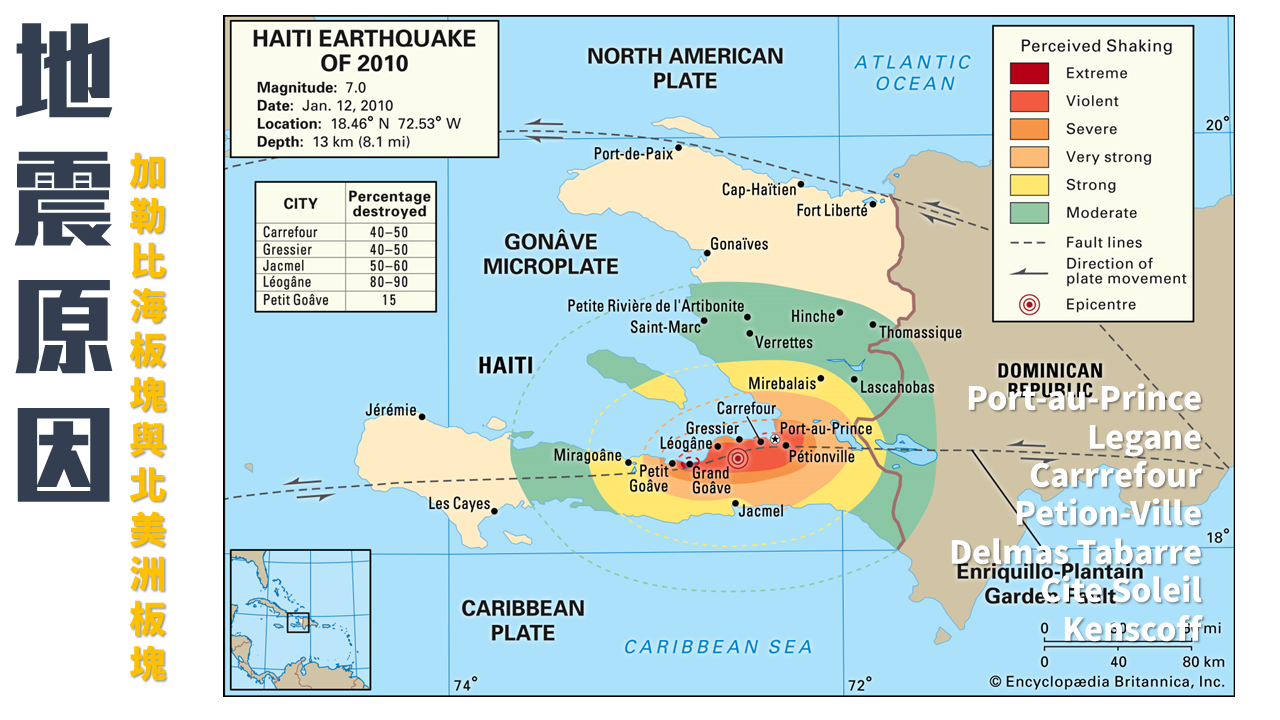 地震原因
加勒比海板塊與北美洲板塊
HAITI EARTHQUAKE
OF 2010
Magnitude: 7.0
Date: Jan. 12, 2010
Location: 18.46° N 72.53° W
Depth: 13 km (8.1 mi)
CITY
Percentage
destroyed
Carrefour 40–50
Gressier 40–50
Jacmel 50–60
Léogâne 80–90
Petit Goâve 15
NORTH AMERICAN
PLATE
ATLANTIC
OCEAN
Perceived Shaking
Extreme
Violent
Severe
Very strong
Strong
Moderate
Fault lines
Direction of
plate movement
Epicentre
20°
Port-de-Paix
Cap-Haïtien
Fort Liberté
GONÂVE
MICROPLATE
Gonaïves
Petite Rivière de l'Artibonite
Saint-Marc
Verrettes
Hinche
Thomassique
HAITI
Mirebalais
Lascahobas
DOMINICAN
REPUBLIC
Jérémie
Carrefour
Gressier
Port-au-Prince
Léogâne
Pétionville
Miragoâne
Petit
Goâve
Grand
Goâve
Les Cayes
Jacmel
Port-au-Prince
Legane
Carrrefour
Petion-Ville
Delmas Tabarre
Cite Soleil
Kenscoff
18°
Enriquillo-Plantain
Garden Fault
CARIBBEAN
PLATE
CARIBBEAN SEA
0 mi
0 40 80 km
74°
72°
© Encyclopædia Britannica, Inc.